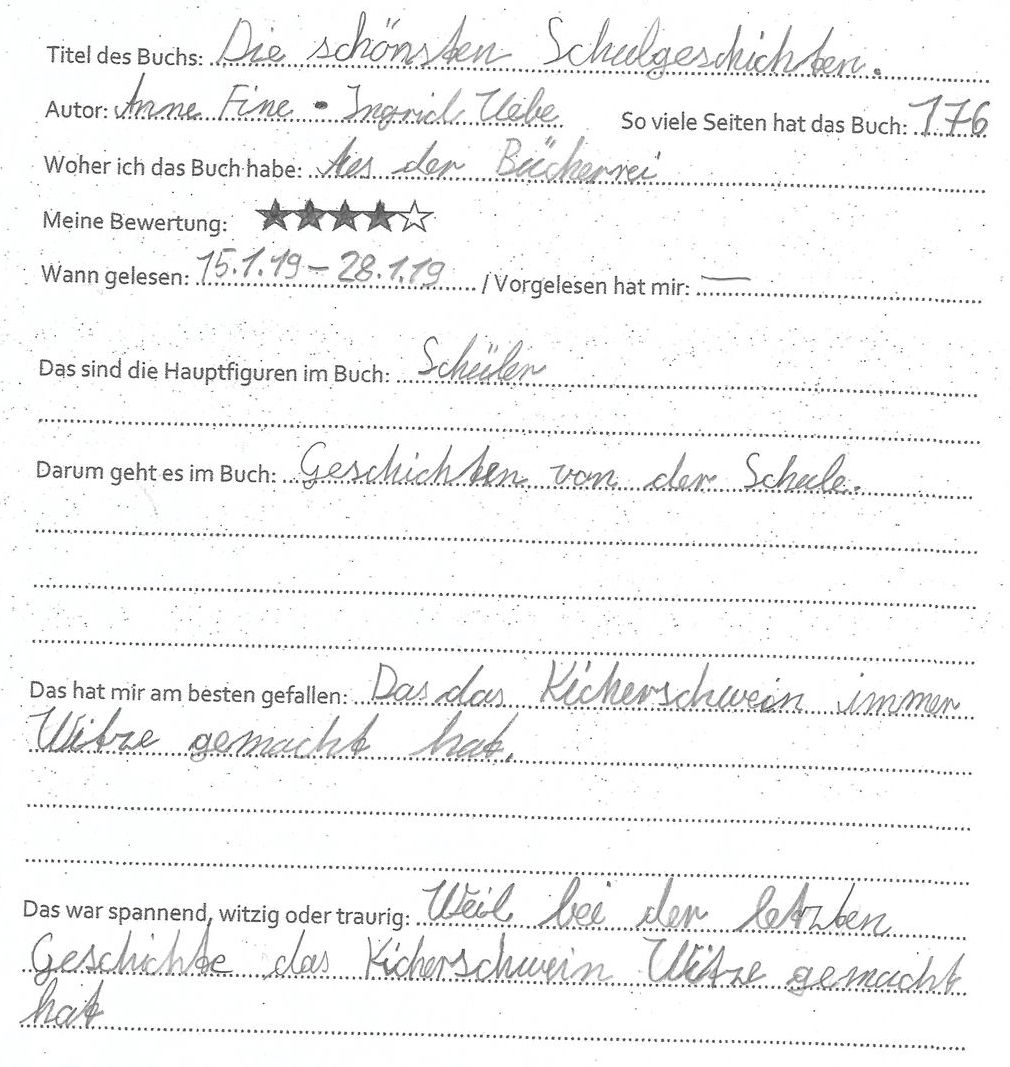 Titel des Buchs: Die schönsten Schulgeschichten.
Autor: Anne Fine • Ingrid Uebe So viele Seiten hat das Buch: 176
Woher ich das Buch habe: Aus der Bücherrei
Meine Bewertung: ★★★★☆
Wann gelesen: 15.1.19 – 28.1.19 / Vorgelesen hat mir: —
Das sind die Hauptfiguren im Buch: Schüler
Darum geht es im Buch: Geschichten von der Schule.
Das hat mir am besten gefallen: Das das Kicherschwein immer
Witze gemacht hat.
Das war spannend, witzig oder traurig: Weil bei der letzten
Geschichte das Kicherschwein Witze gemacht
hat